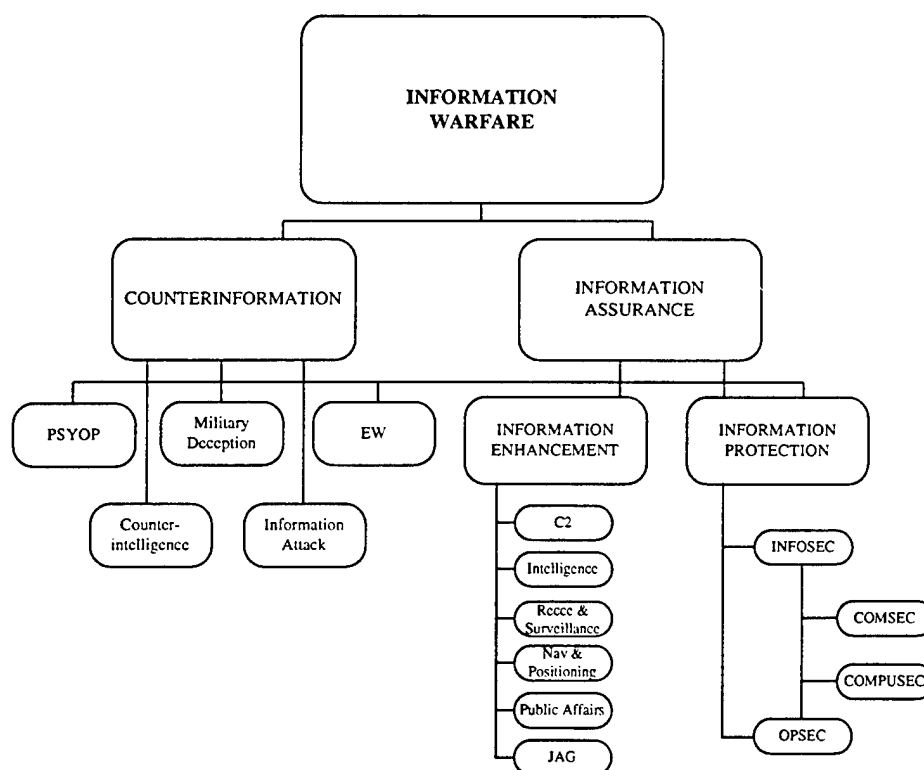 INFORMATION
WARFARE
COUNTERINFORMATION
INFORMATION
ASSURANCE
PSYOP
Military
Deception
EW
INFORMATION
ENHANCEMENT
INFORMATION
PROTECTION
Counter-
intelligence
Information
Attack
C2
Intelligence
Recce &
Surveillance
Nav &
Positioning
Public Affairs
JAG
INFOSEC
COMSEC
COMPUSEC
OPSEC